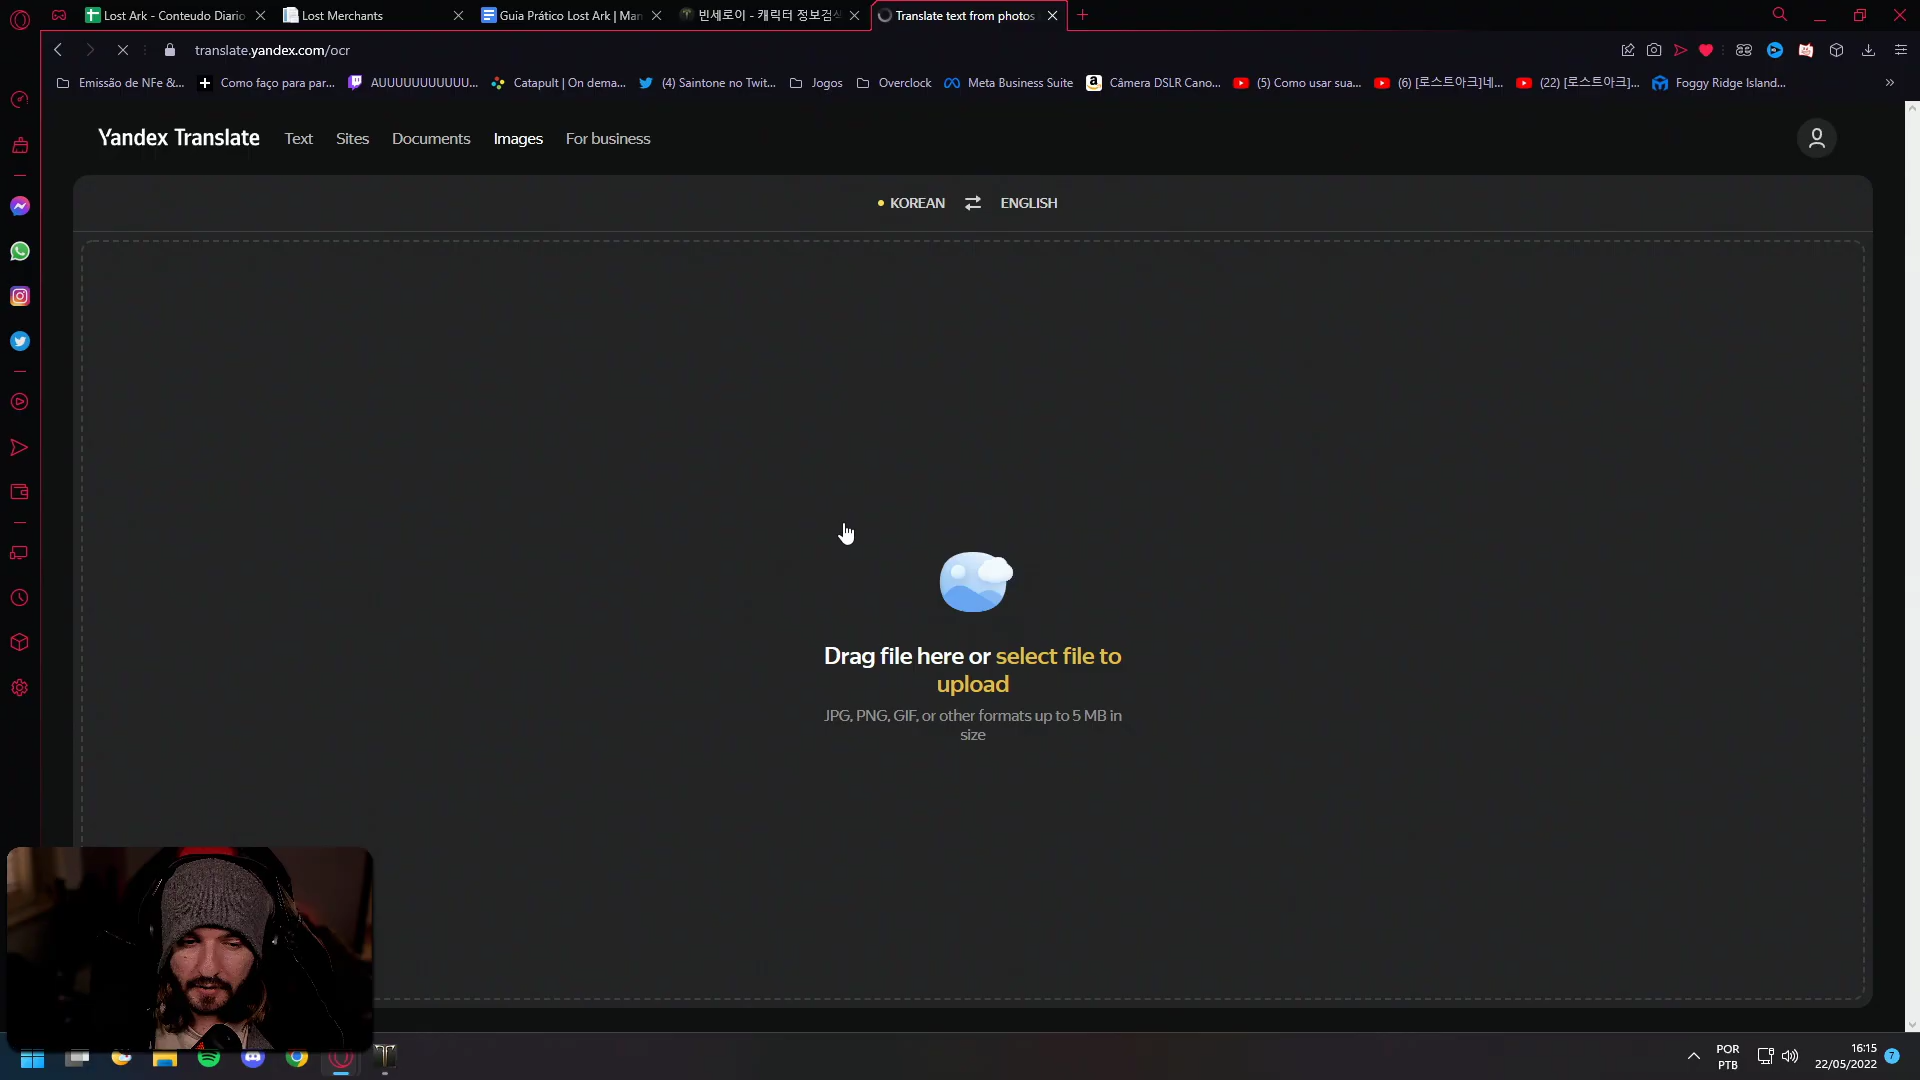 Lost Ark - Conteudo Diario
Lost Merchants
Guia Prático Lost Ark | Man
빈세로이 - 캐릭터 정보검색
Translate text from photos
translate.yandex.com/ocr
Emissão de NFe &...
Como faço para par...
AUUUUUUUUUUU...
Catapult | On dema...
(4) Saintone no Twit...
Jogos
Overclock
Meta Business Suite
Câmera DSLR Cano...
(5) Como usar sua...
(6) [로스트아크]네...
(22) [로스트아크]...
Foggy Ridge Island...
Yandex Translate
Text
Sites
Documents
Images
For business
KOREAN
ENGLISH
Drag file here or select file to
upload
JPG, PNG, GIF, or other formats up to 5 MB in
size
POR
PTB
16:15
22/05/2022
7